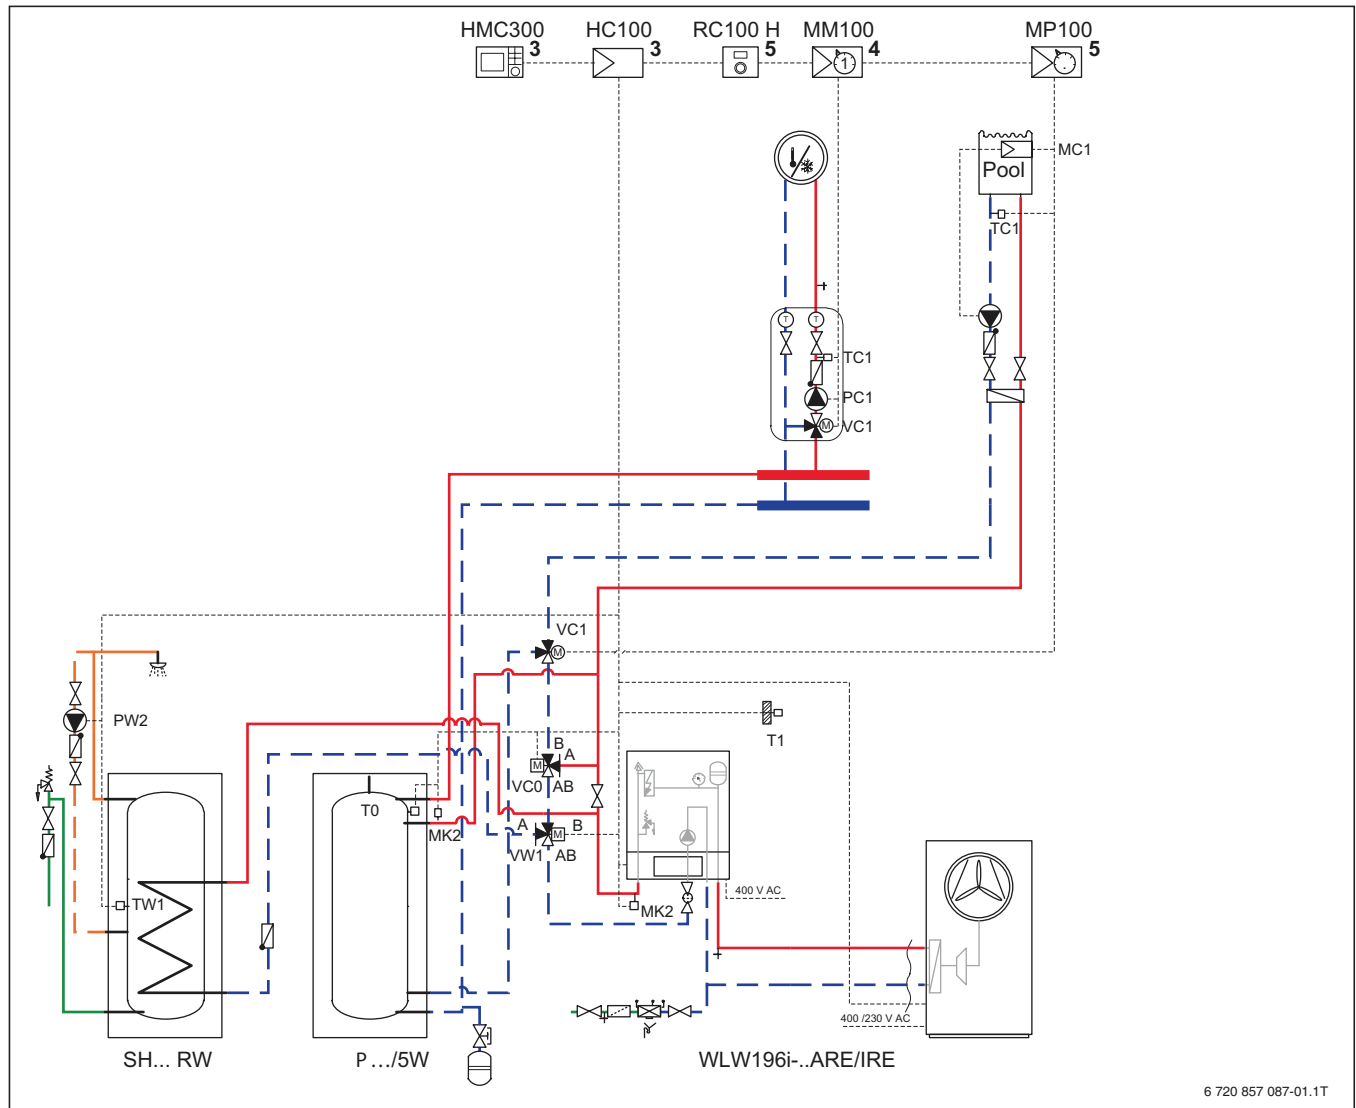 HMC300 HC100 RC100 H MM100 MP100
3 3 5 4 5
1
MC1
Pool
TC1
T T
TC1
PC1
M VC1
VC1
M
PW2
T1
B
A
M
VC0 AB
T0
MK2
A M B
VW1 AB
400 V AC
TW1
MK2
400 /230 V AC
SH... RW
P .../5W
WLW196i-..ARE/IRE
6 720 857 087-01.1T